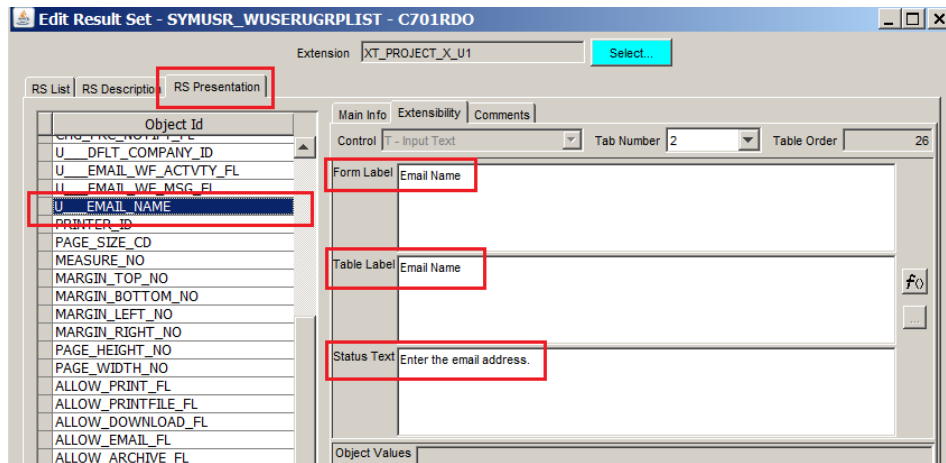 Edit Result Set - SYMUSR_WUSERUGRPLIST - C701RDO
Extension XT_PROJECT_X_U1 Select...
RS List RS Description RS Presentation
Main Info Extensibility Comments
Object Id
Control T - Input Text Tab Number 2 Table Order 26
CHG_PRC_NOTIFY_FL
U___DFLT_COMPANY_ID
U___EMAIL_WF_ACTVTY_FL
U___EMAIL_WF_MSG_FL
U___EMAIL_NAME
PRINTER_ID
PAGE_SIZE_CD
MEASURE_NO
MARGIN_TOP_NO
MARGIN_BOTTOM_NO
MARGIN_LEFT_NO
MARGIN_RIGHT_NO
PAGE_HEIGHT_NO
PAGE_WIDTH_NO
ALLOW_PRINT_FL
ALLOW_PRINTFILE_FL
ALLOW_DOWNLOAD_FL
ALLOW_EMAIL_FL
ALLOW_ARCHIVE_FL
Form Label Email Name
Table Label Email Name
f()
...
Status Text Enter the email address.
Object Values